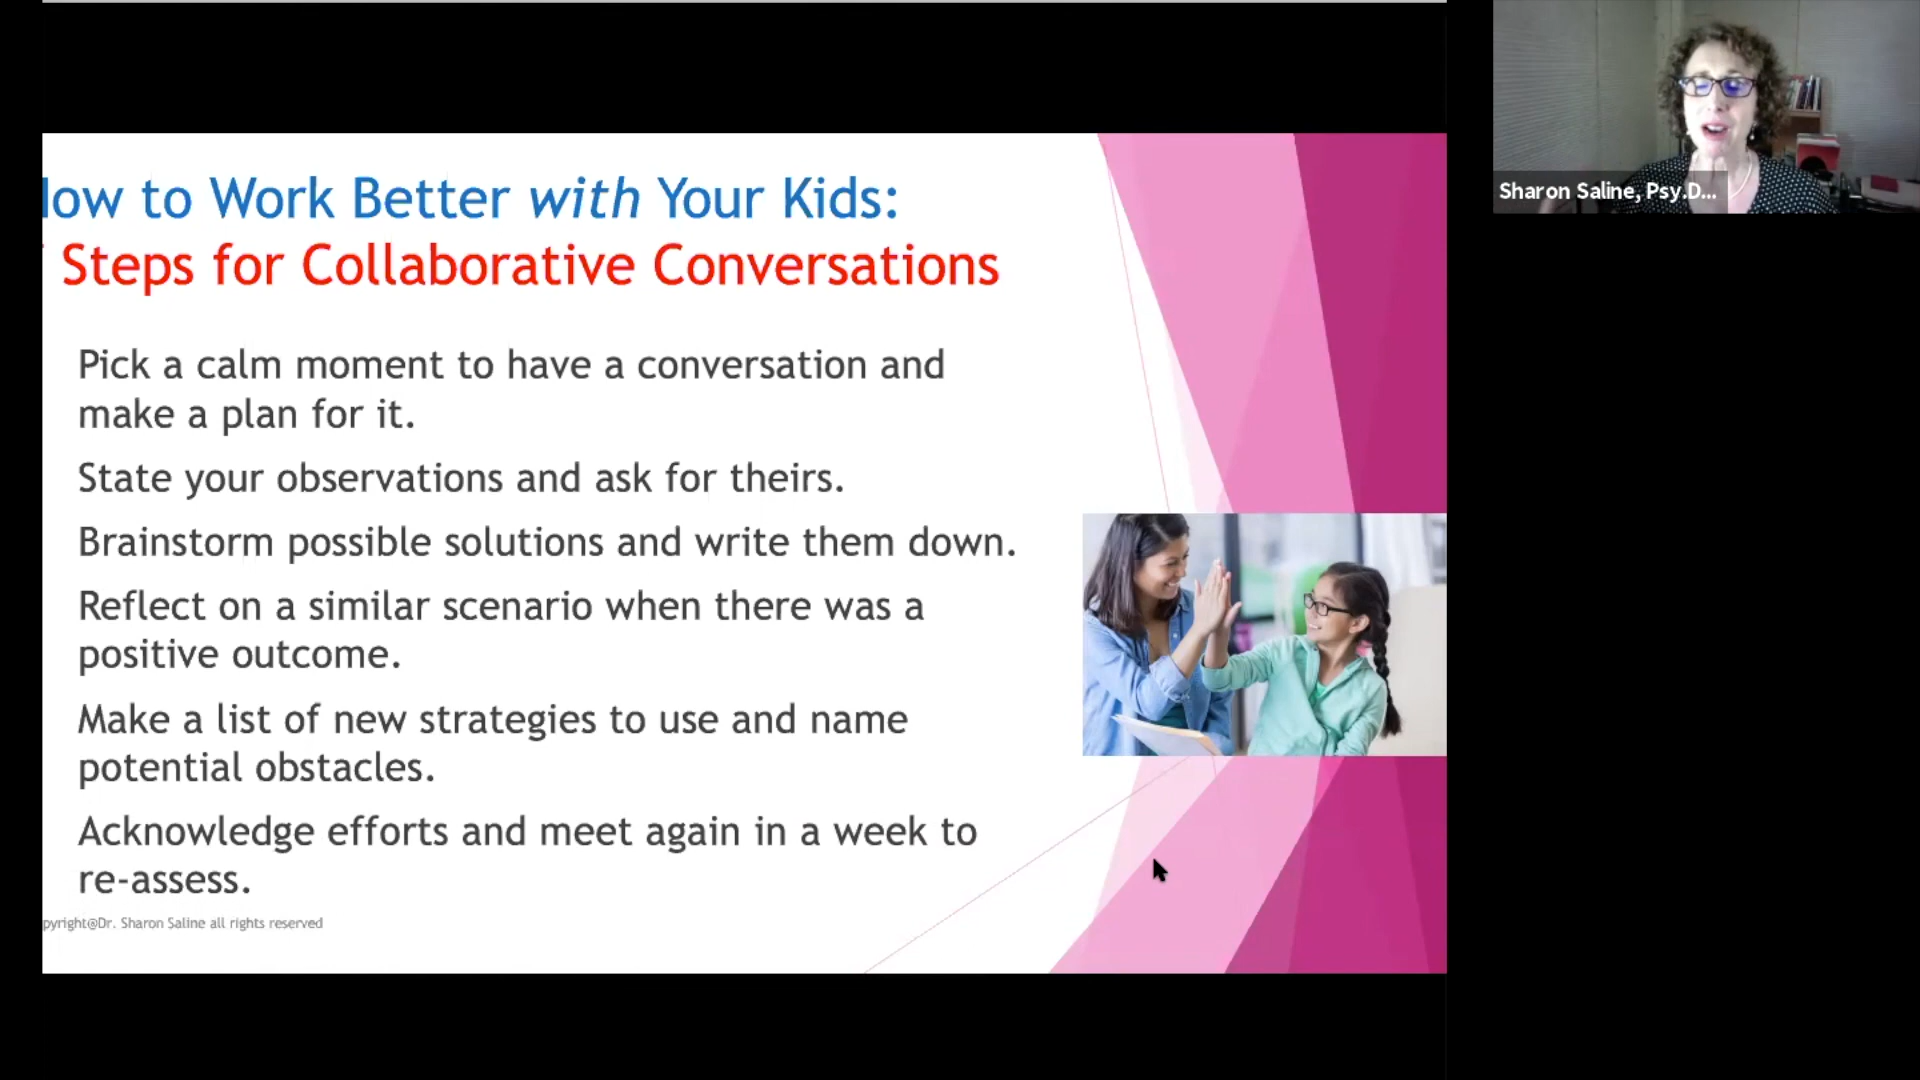 How to Work Better with Your Kids:
Steps for Collaborative Conversations
Pick a calm moment to have a conversation and
make a plan for it.
State your observations and ask for theirs.
Brainstorm possible solutions and write them down.
Reflect on a similar scenario when there was a
positive outcome.
Make a list of new strategies to use and name
potential obstacles.
Acknowledge efforts and meet again in a week to
re-assess.
pyright@Dr. Sharon Saline all rights reserved
Sharon Saline, Psy.D...